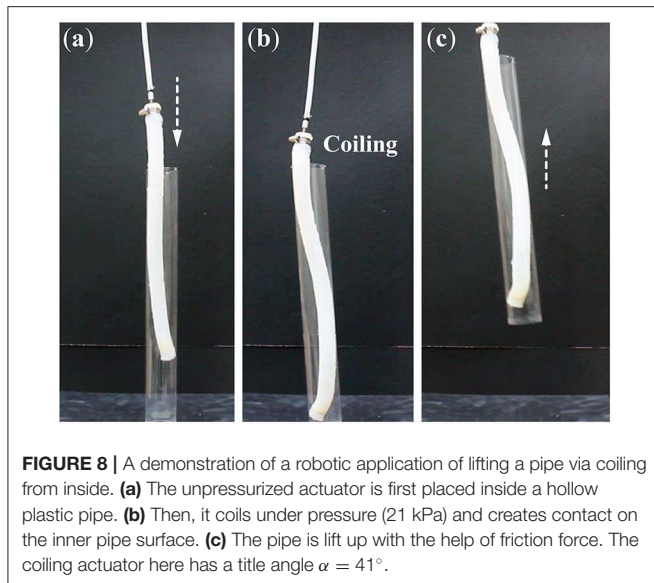 (a)
(b)
(c)
Coiling
FIGURE 8 | A demonstration of a robotic application of lifting a pipe via coiling
from inside. (a) The unpressurized actuator is first placed inside a hollow
plastic pipe. (b) Then, it coils under pressure (21 kPa) and creates contact on
the inner pipe surface. (c) The pipe is lift up with the help of friction force. The
coiling actuator here has a title angle α = 41°.